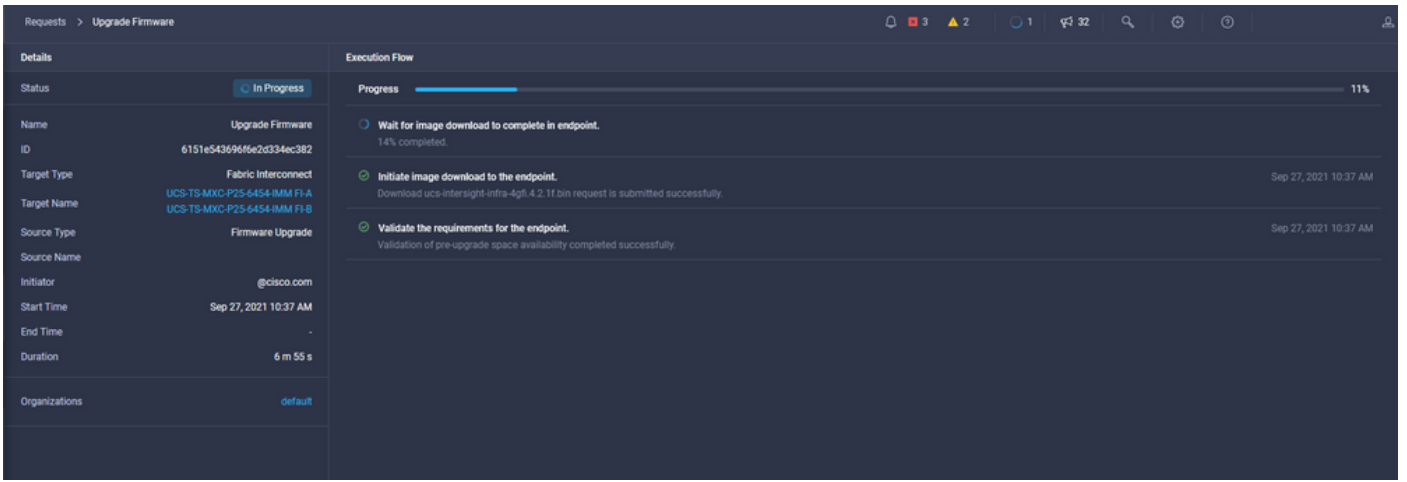 Requests > Upgrade Firmware
3
2
1
32
Details
Status
In Progress
Name
Upgrade Firmware
ID
6151e543696f6e2d334ec382
Target Type
Fabric Interconnect
Target Name
UCS-TS-MXC-P25-6454-IMM FI-A
UCS-TS-MXC-P25-6454-IMM FI-B
Source Type
Firmware Upgrade
Source Name
Initiator
@cisco.com
Start Time
Sep 27, 2021 10:37 AM
End Time
-
Duration
6 m 55 s
Organizations
default
Execution Flow
Progress
11%
Wait for image download to complete in endpoint.
14% completed.
Initiate image download to the endpoint.
Sep 27, 2021 10:37 AM
Download ucs-intersight-infra-4gfi.4.2.1f.bin request is submitted successfully.
Validate the requirements for the endpoint.
Sep 27, 2021 10:37 AM
Validation of pre-upgrade space availability completed successfully.